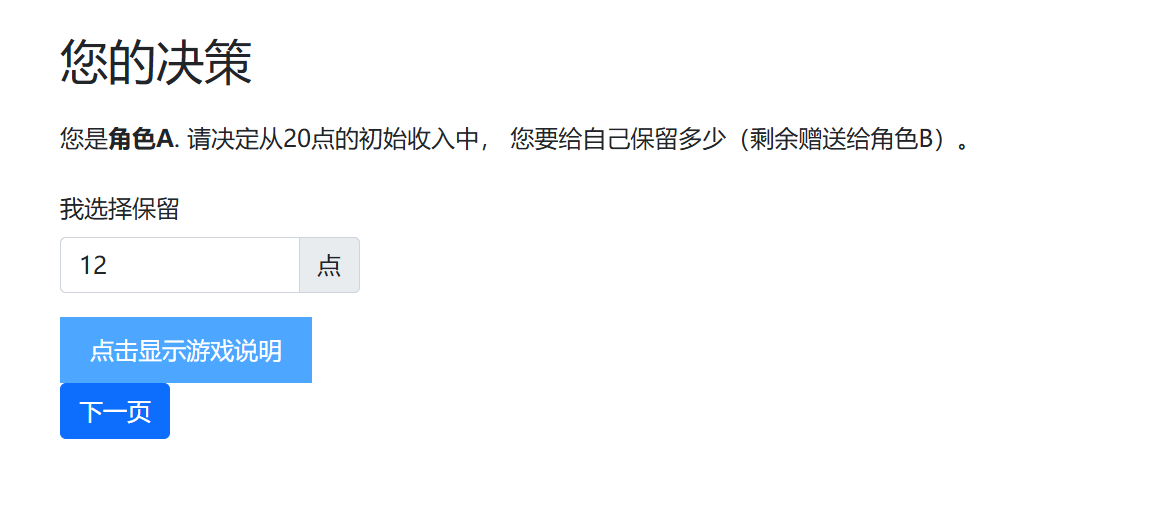 您的决策
您是角色A. 请决定从20点的初始收入中， 您要给自己保留多少（剩余赠送给角色B）。
我选择保留
12 点
点击显示游戏说明
下一页